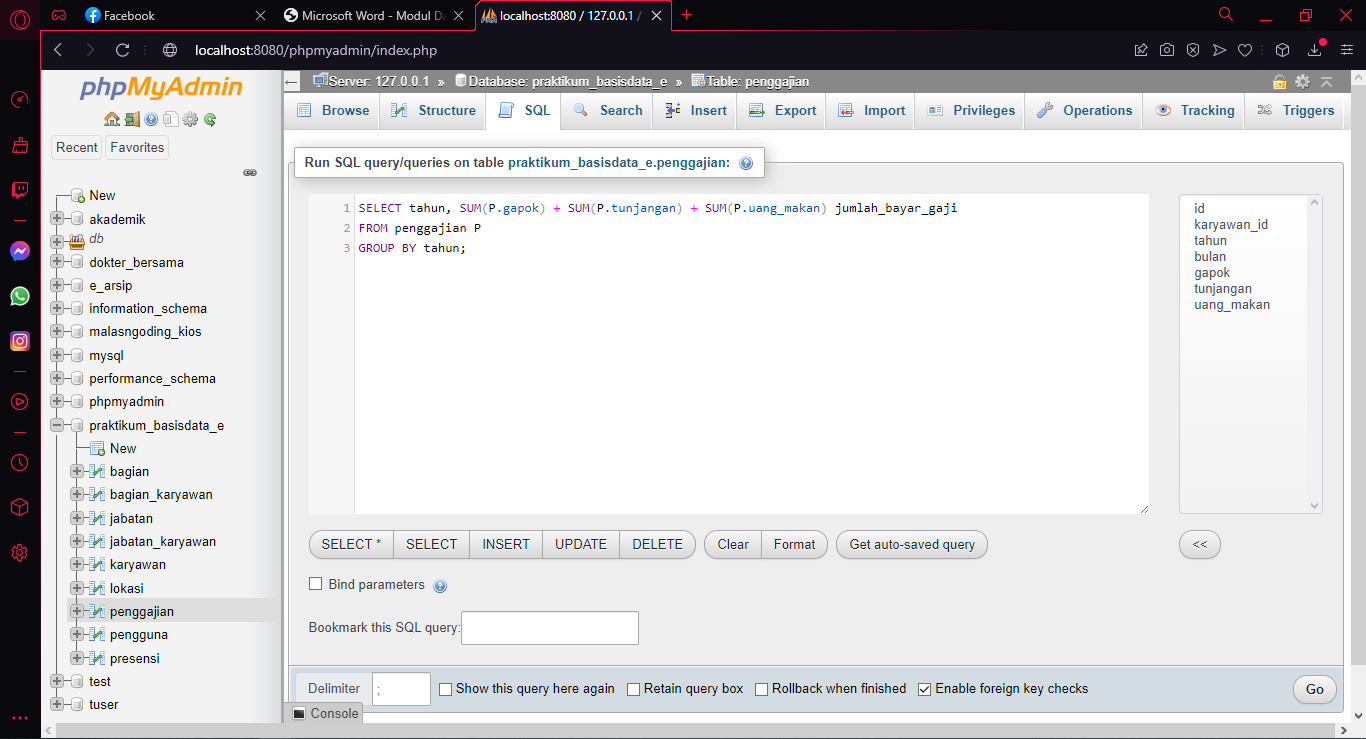 Facebook
Microsoft Word - Modul Da
localhost:8080 / 127.0.0.1 /
localhost:8080/phpmyadmin/index.php
phpMyAdmin
Recent
Favorites
New
akademik
db
dokter_bersama
e_arsip
information_schema
malasngoding_kios
mysql
performance_schema
phpmyadmin
praktikum_basisdata_e
New
bagian
bagian_karyawan
jabatan
jabatan_karyawan
karyawan
lokasi
penggajian
pengguna
presensi
test
tuser
Server: 127.0.0.1 » Database: praktikum_basisdata_e » Table: penggajian
Browse Structure SQL Search Insert Export Import Privileges Operations Tracking Triggers
Run SQL query/queries on table praktikum_basisdata_e.penggajian:
1 SELECT tahun, SUM(P.gapok) + SUM(P.tunjangan) + SUM(P.uang_makan) jumlah_bayar_gaji
2 FROM penggajian P
3 GROUP BY tahun;
id
karyawan_id
tahun
bulan
gapok
tunjangan
uang_makan
SELECT * SELECT INSERT UPDATE DELETE Clear Format Get auto-saved query <<
Bind parameters
Bookmark this SQL query:
Delimiter ; Show this query here again Retain query box Rollback when finished Enable foreign key checks Go
Console